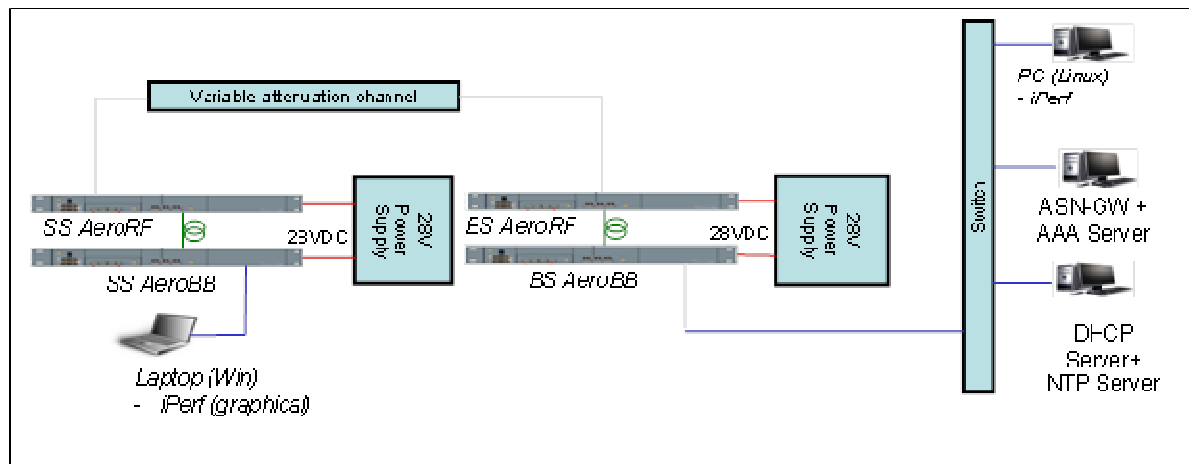 Variable attenuation channel
SS AeroRF
SS AeroBB
28VDC
28V
Power
Supply
Laptop (Win)
- iPerf (graphical)
BS AeroRF
BS AeroBB
28VDC
28V
Power
Supply
Switch
PC (Linux)
- iPerf
ASN-GW +
AAA Server
DHCP
Server+
NTP Server